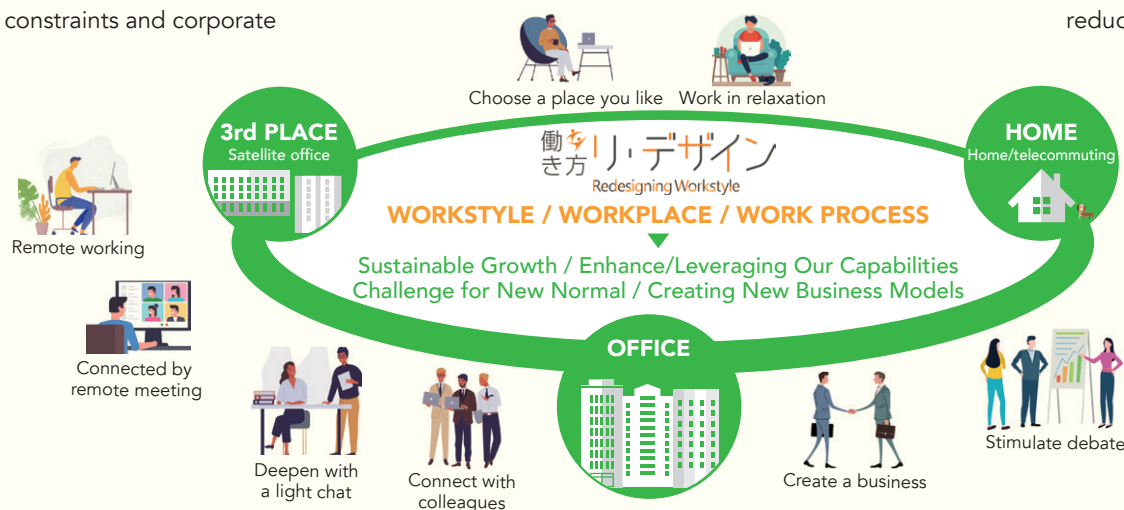 constraints and corporate
reduc
Choose a place you like
Work in relaxation
3rd PLACE
Satellite office
働き方
リ・デザイン
Redesigning Workstyle
HOME
Home/telecommuting
WORKSTYLE / WORKPLACE / WORK PROCESS
Remote working
Sustainable Growth / Enhance/Leveraging Our Capabilities
Challenge for New Normal / Creating New Business Models
Connected by
remote meeting
OFFICE
Stimulate debate
Deepen with
a light chat
Connect with
colleagues
Create a business